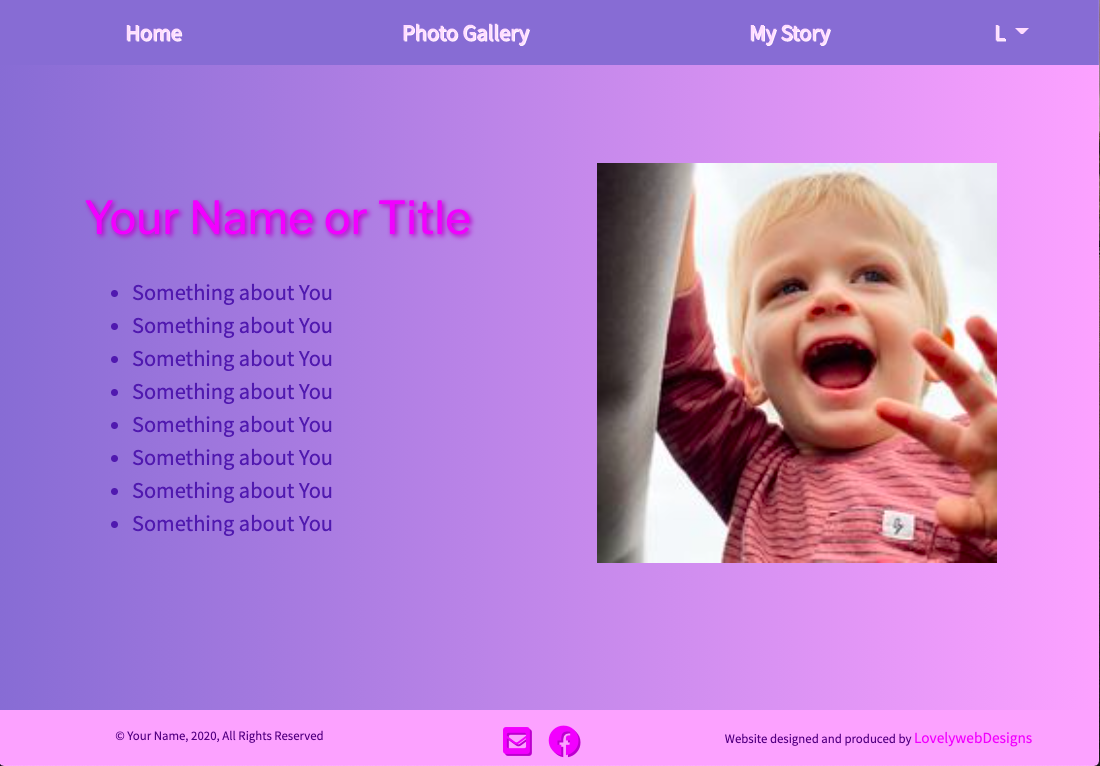 Home
Photo Gallery
My Story
L
Your Name or Title
Something about You
Something about You
Something about You
Something about You
Something about You
Something about You
Something about You
Something about You
© Your Name, 2020, All Rights Reserved
Website designed and produced by LovelywebDesigns